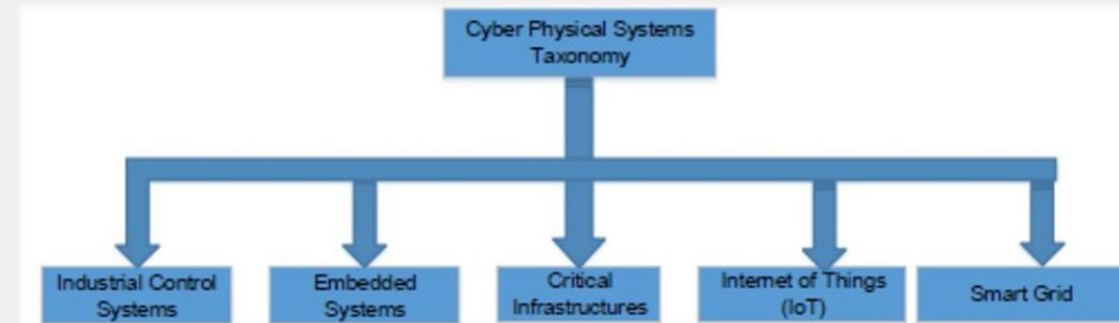 Cyber Physical Systems
Taxonomy
Industrial Control
Systems
Embedded
Systems
Critical
Infrastructures
Internet of Things
(IoT)
Smart Grid